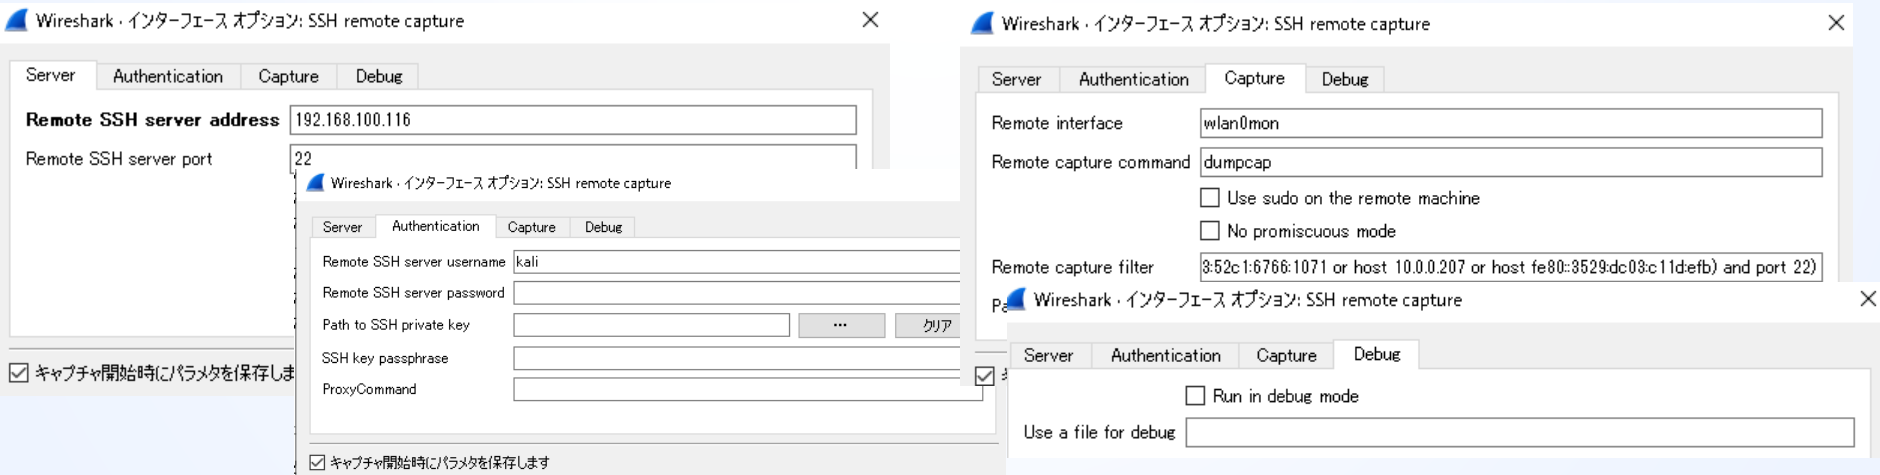 Wireshark · インターフェース オプション: SSH remote capture
Server Authentication Capture Debug
Remote SSH server address 192.168.100.116
Remote SSH server port 22
キャプチャ開始時にパラメタを保存しま
Wireshark · インターフェース オプション: SSH remote capture
Server Authentication Capture Debug
Remote SSH server username kali
Remote SSH server password
Path to SSH private key ... クリア
SSH key passphrase
ProxyCommand
キャプチャ開始時にパラメタを保存します
Wireshark · インターフェース オプション: SSH remote capture
Server Authentication Capture Debug
Remote interface wlan0mon
Remote capture command dumpcap
Use sudo on the remote machine
No promiscuous mode
Remote capture filter 3:52c1:6766:1071 or host 10.0.0.207 or host fe80::3529:dc03:c11d:efb) and port 22)
Wireshark · インターフェース オプション: SSH remote capture
Server Authentication Capture Debug
Run in debug mode
Use a file for debug